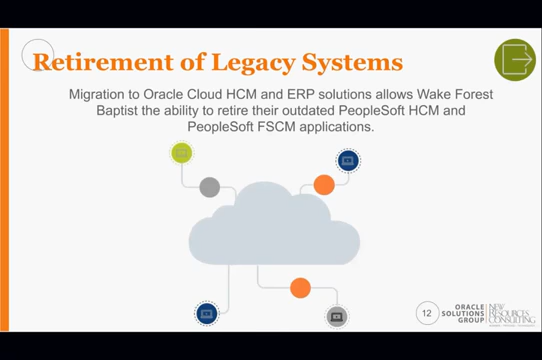 Retirement of Legacy Systems
Migration to Oracle Cloud HCM and ERP solutions allows Wake Forest
Baptist the ability to retire their outdated PeopleSoft HCM and
PeopleSoft FSCM applications.
12
ORACLE
SOLUTIONS
GROUP
NEW
RESOURCES
CONSULTING